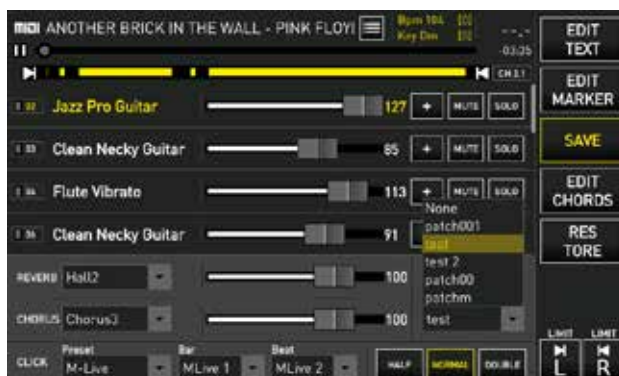 miDi ANOTHER BRICK IN THE WALL - PINK FLOYI
Bpm 104
Key Dm
--.-
-03:35
CH 2.1
Jazz Pro Guitar 127 + MUTE SOLO
Clean Necky Guitar 85 + MUTE SOLO
Flute Vibrato 113 + MUTE SOLO
Clean Necky Guitar 91
None
patch001
test
test 2
patch00
patchm
test
REVERB Hall2 100
CHORUS Chorus3 100
CLICK
Preset
M-Live
Bar
MLive 1
Beat
MLive 2
HALF NORMAL DOUBLE
EDIT
TEXT
EDIT
MARKER
SAVE
EDIT
CHORDS
RES
TORE
LIMIT LIMIT
L R